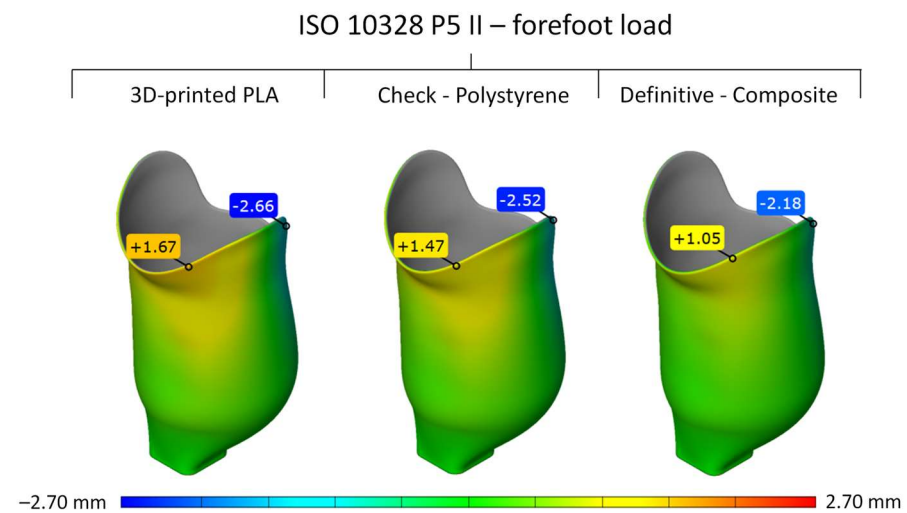 ISO 10328 P5 II – forefoot load
3D-printed PLA
Check - Polystyrene
Definitive - Composite
-2.66
+1.67
-2.52
+1.47
-2.18
+1.05
–2.70 mm
2.70 mm